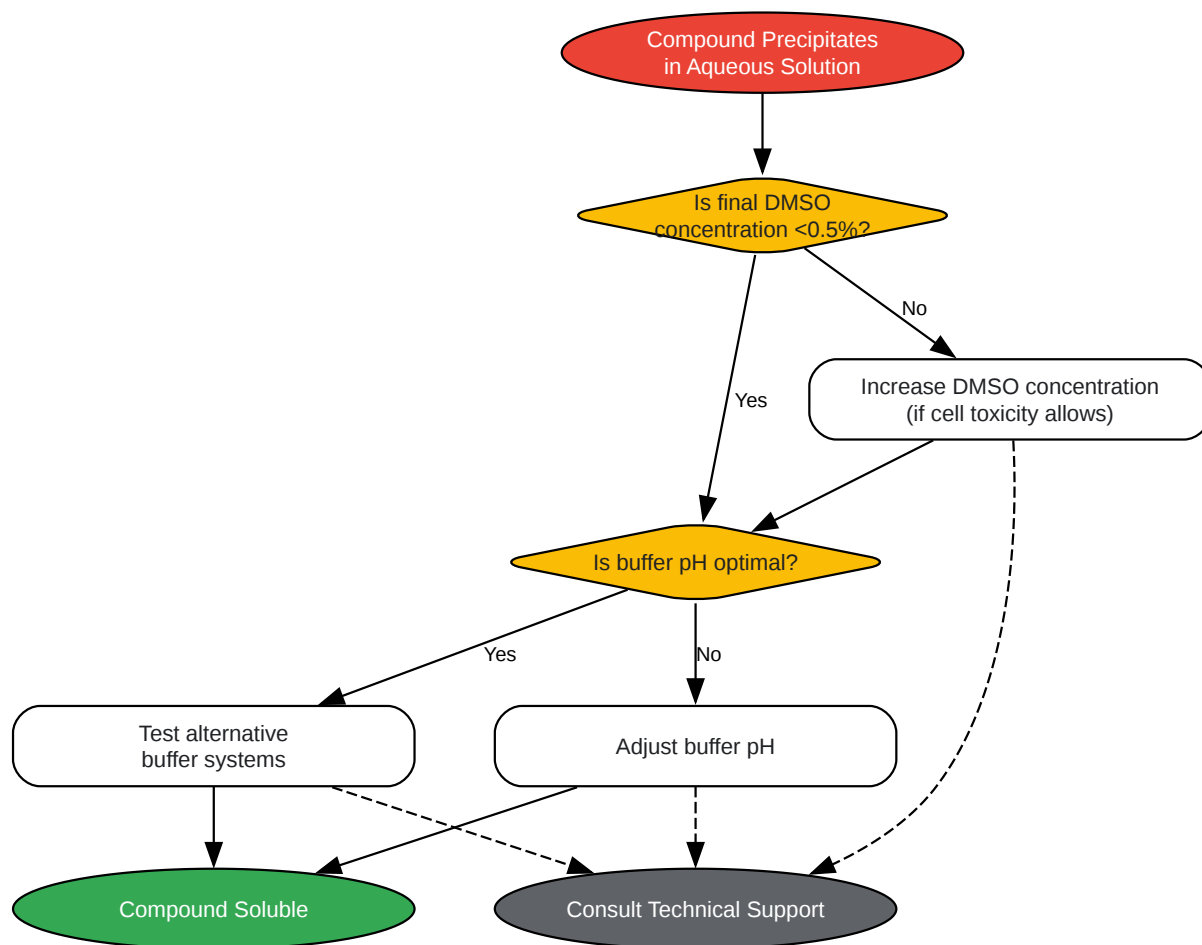 Compound Precipitates
in Aqueous Solution
Is final DMSO
concentration <0.5%?
No
Yes
Increase DMSO concentration
(if cell toxicity allows)
Is buffer pH optimal?
Yes
No
Test alternative
buffer systems
Adjust buffer pH
Compound Soluble
Consult Technical Support